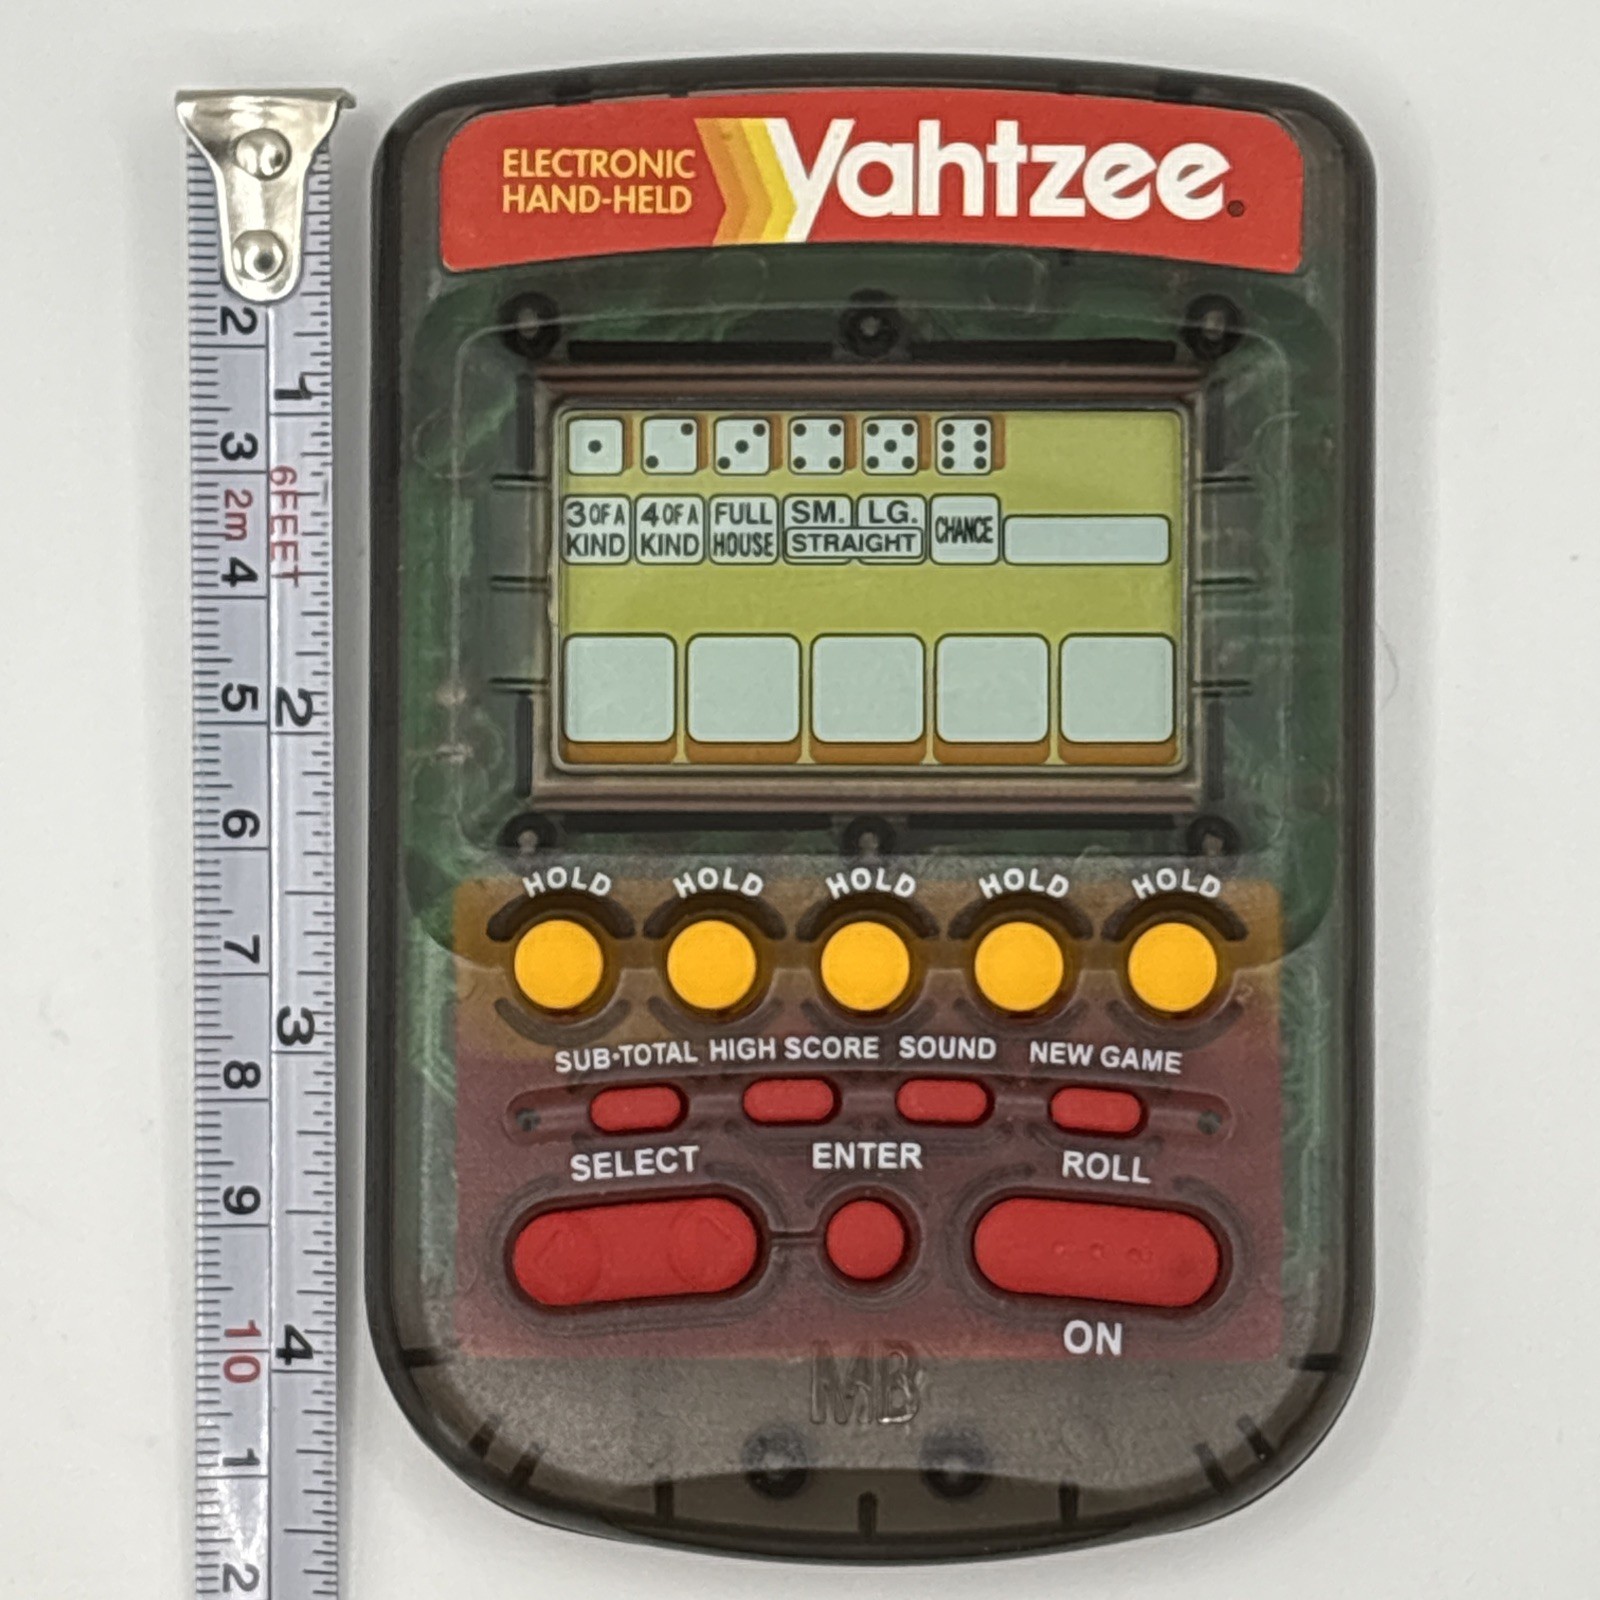 ELECTRONIC
HAND-HELD
Yahtzee
3 OF A KIND
4 OF A KIND
FULL HOUSE
SM. LG.
STRAIGHT
CHANCE
HOLD HOLD HOLD HOLD HOLD
SUB-TOTAL HIGH SCORE SOUND NEW GAME
SELECT ENTER ROLL
ON
MB
2
3
2m
4
5
6
7
8
9
10
1
2
1
6FEET
2
3
4